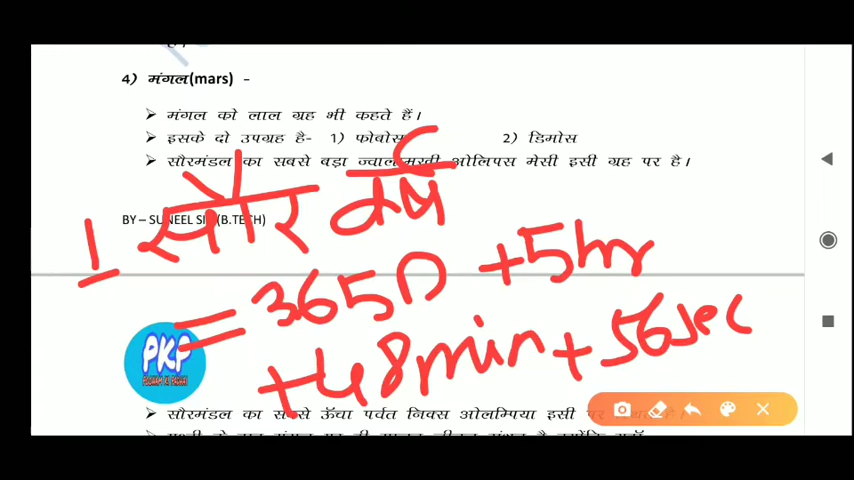 4) मंगल(mars) -
➢ मंगल को लाल ग्रह भी कहते हैं।
➢ इसके दो उपग्रह है- 1) फोबोस 2) डिमोस
➢ सौरमंडल का सबसे बड़ा ज्वालामुखी ओलिपस मेसी इसी ग्रह पर है।
1 सौर वर्ष
BY – SUNEEL SIR(B.TECH)
= 365D +5hr
+48min +56sec
PKP
➢ सौरमंडल का सबसे ऊँचा पर्वत निक्स ओलम्पिया इसी